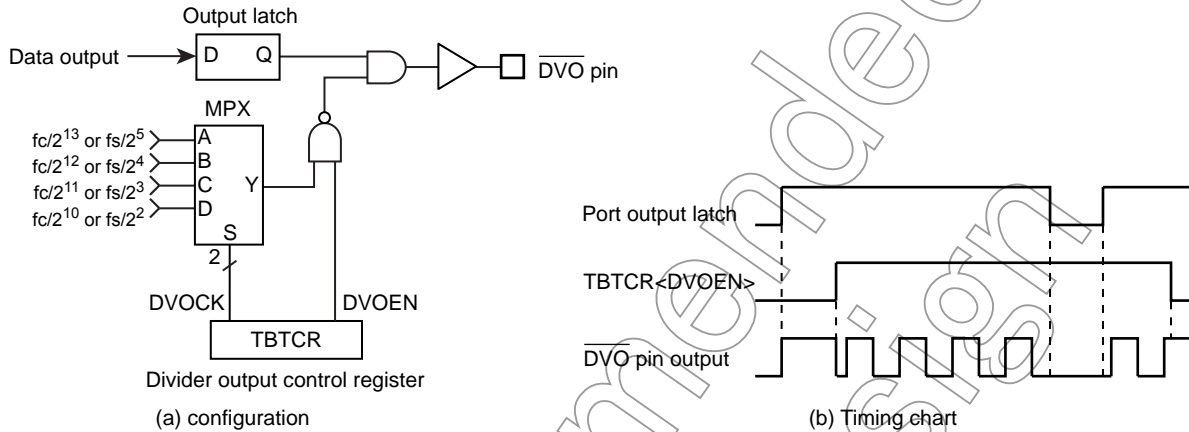 Output latch
Data output
D Q
DVO pin
MPX
fc/2^13 or fs/2^5
A
fc/2^12 or fs/2^4
B
fc/2^11 or fs/2^3
C
Y
fc/2^10 or fs/2^2
D
S
2
DVOCK
DVOEN
TBTCR
Divider output control register
(a) configuration
Port output latch
TBTCR<DVOEN>
DVO pin output
(b) Timing chart